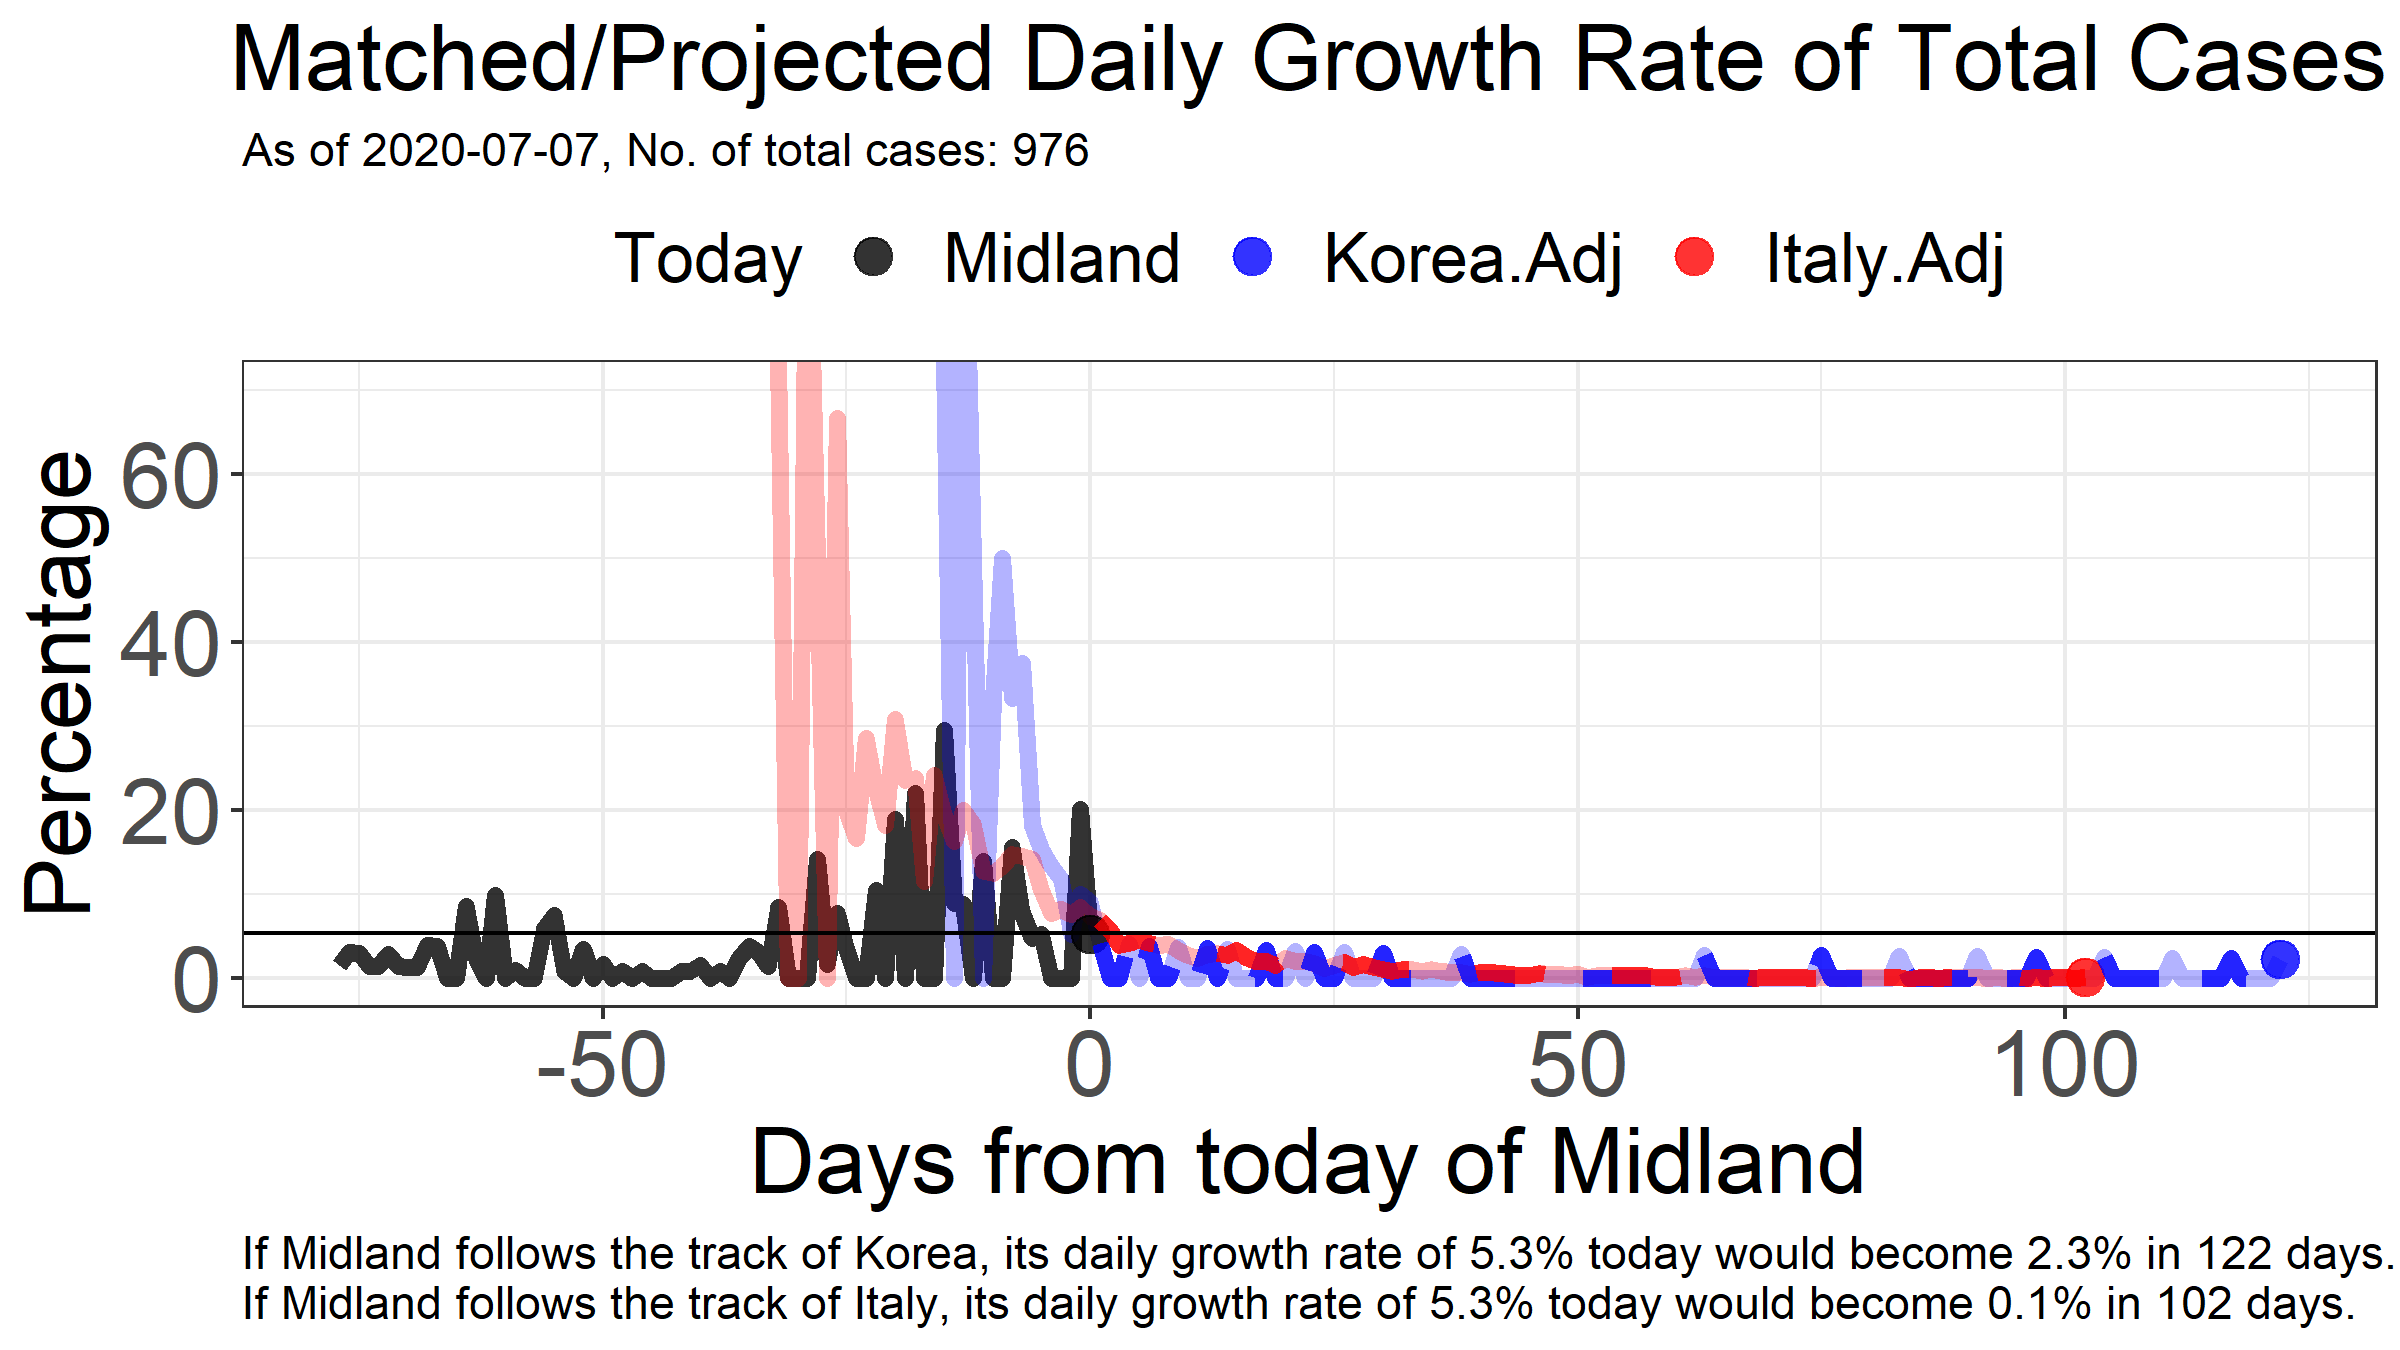 Matched/Projected Daily Growth Rate of Total Cases
As of 2020-07-07, No. of total cases: 976
Today Midland Korea.Adj Italy.Adj
Percentage
60
40
20
0
-50 0 50 100
Days from today of Midland
If Midland follows the track of Korea, its daily growth rate of 5.3% today would become 2.3% in 122 days.
If Midland follows the track of Italy, its daily growth rate of 5.3% today would become 0.1% in 102 days.